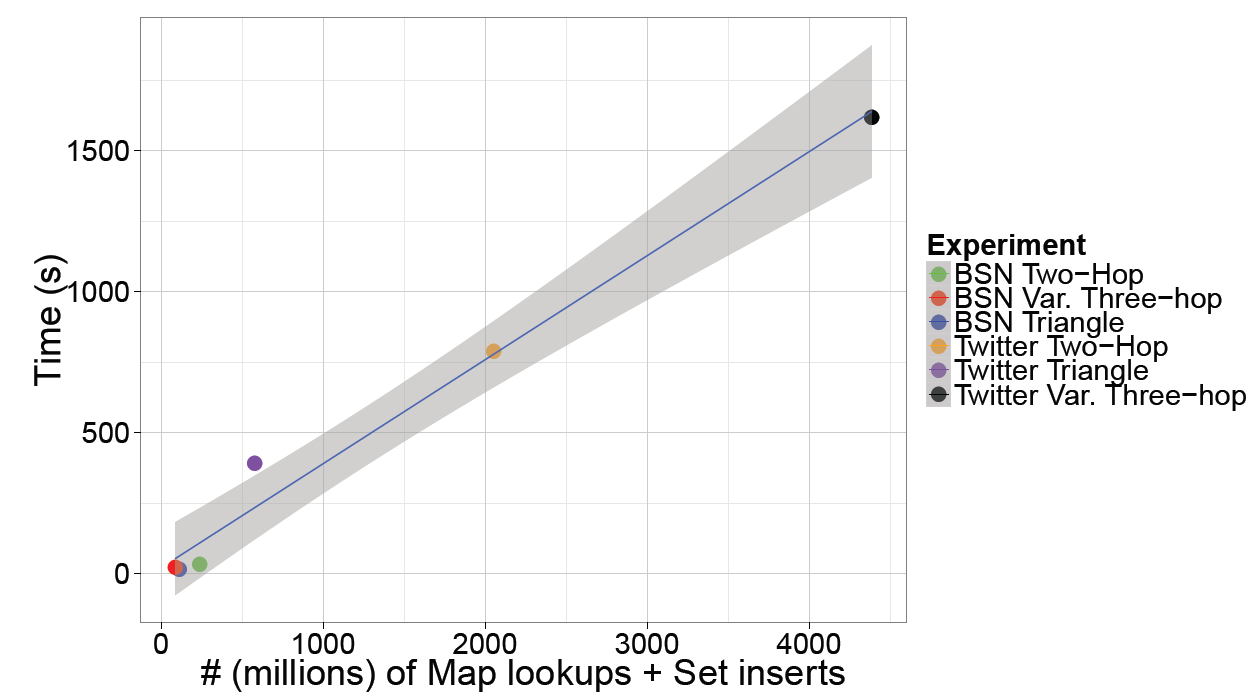 1500
1000
500
0
Time (s)
0
1000
2000
3000
4000
# (millions) of Map lookups + Set inserts
Experiment
BSN Two−Hop
BSN Var. Three−hop
BSN Triangle
Twitter Two−Hop
Twitter Triangle
Twitter Var. Three−hop